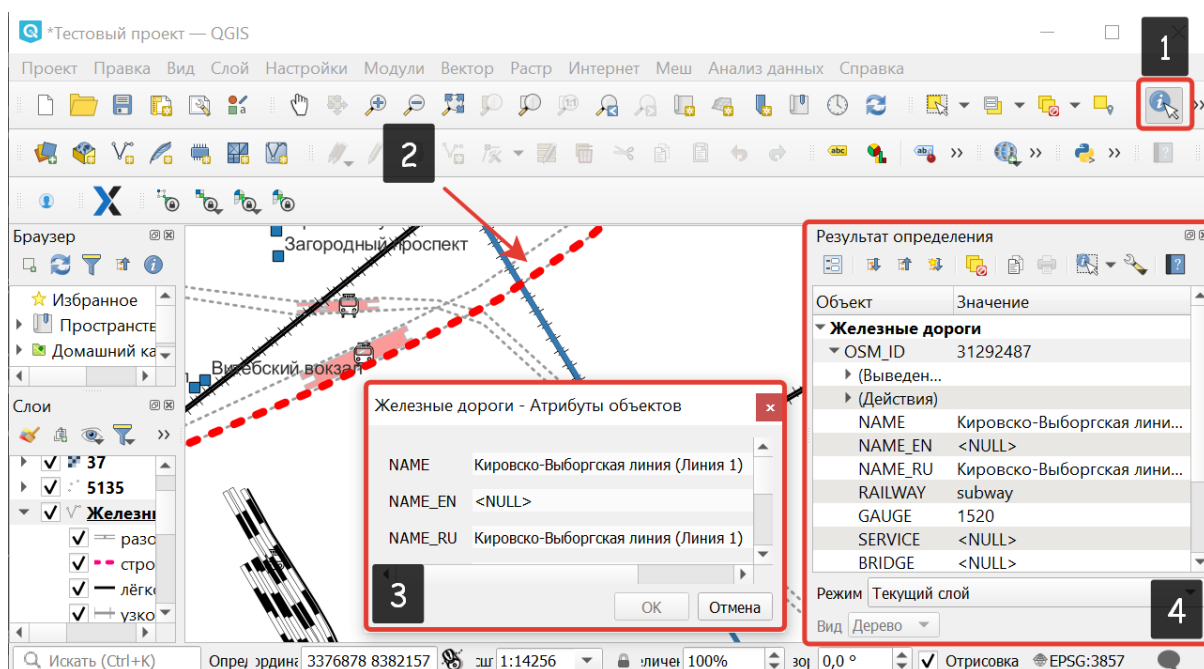 *Тестовый проект — QGIS
1
Проект Правка Вид Слой Настройки Модули Вектор Растр Интернет Меш Анализ данных Справка
2
abc
abc
Браузер
Избранное
Пространств
Домашний ка
Слои
37
5135
Железн
разо
стро
лёгк
узко
Загородный проспект
Витебский вокзал
Железные дороги - Атрибуты объектов
NAME Кировско-Выборгская линия (Линия 1)
NAME_EN <NULL>
NAME_RU Кировско-Выборгская линия (Линия 1)
3
OK Отмена
Результат определения
Объект Значение
Железные дороги
OSM_ID 31292487
(Выведен...
(Действия)
NAME Кировско-Выборгская лини...
NAME_EN <NULL>
NAME_RU Кировско-Выборгская лини...
RAILWAY subway
GAUGE 1520
SERVICE <NULL>
BRIDGE <NULL>
Режим Текущий слой
4
Вид Дерево
Искать (Ctrl+K) 3376878 8382157 1:14256 100% 0,0 ° Отрисовка EPSG:3857